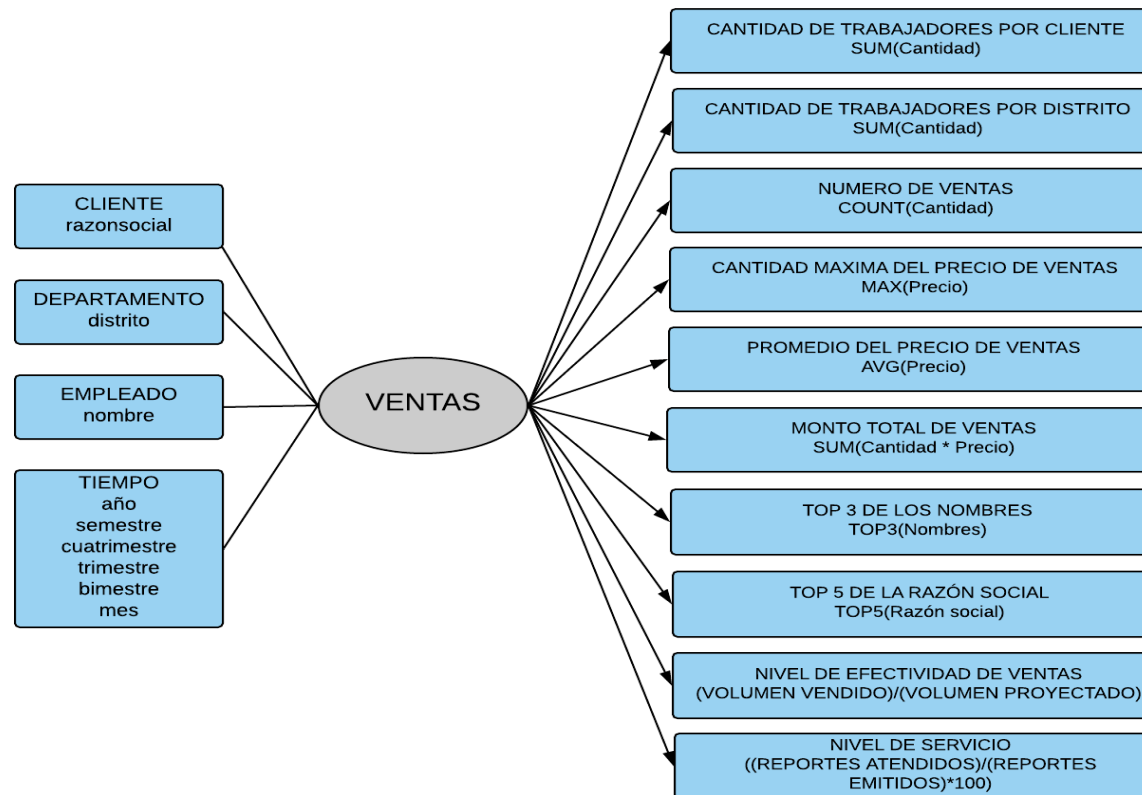 CLIENTE
razonsocial
DEPARTAMENTO
distrito
EMPLEADO
nombre
TIEMPO
año
semestre
cuatrimestre
trimestre
bimestre
mes
VENTAS
CANTIDAD DE TRABAJADORES POR CLIENTE
SUM(Cantidad)
CANTIDAD DE TRABAJADORES POR DISTRITO
SUM(Cantidad)
NUMERO DE VENTAS
COUNT(Cantidad)
CANTIDAD MAXIMA DEL PRECIO DE VENTAS
MAX(Precio)
PROMEDIO DEL PRECIO DE VENTAS
AVG(Precio)
MONTO TOTAL DE VENTAS
SUM(Cantidad * Precio)
TOP 3 DE LOS NOMBRES
TOP3(Nombres)
TOP 5 DE LA RAZÓN SOCIAL
TOP5(Razón social)
NIVEL DE EFECTIVIDAD DE VENTAS
(VOLUMEN VENDIDO)/(VOLUMEN PROYECTADO)
NIVEL DE SERVICIO
((REPORTES ATENDIDOS)/(REPORTES
EMITIDOS)*100)